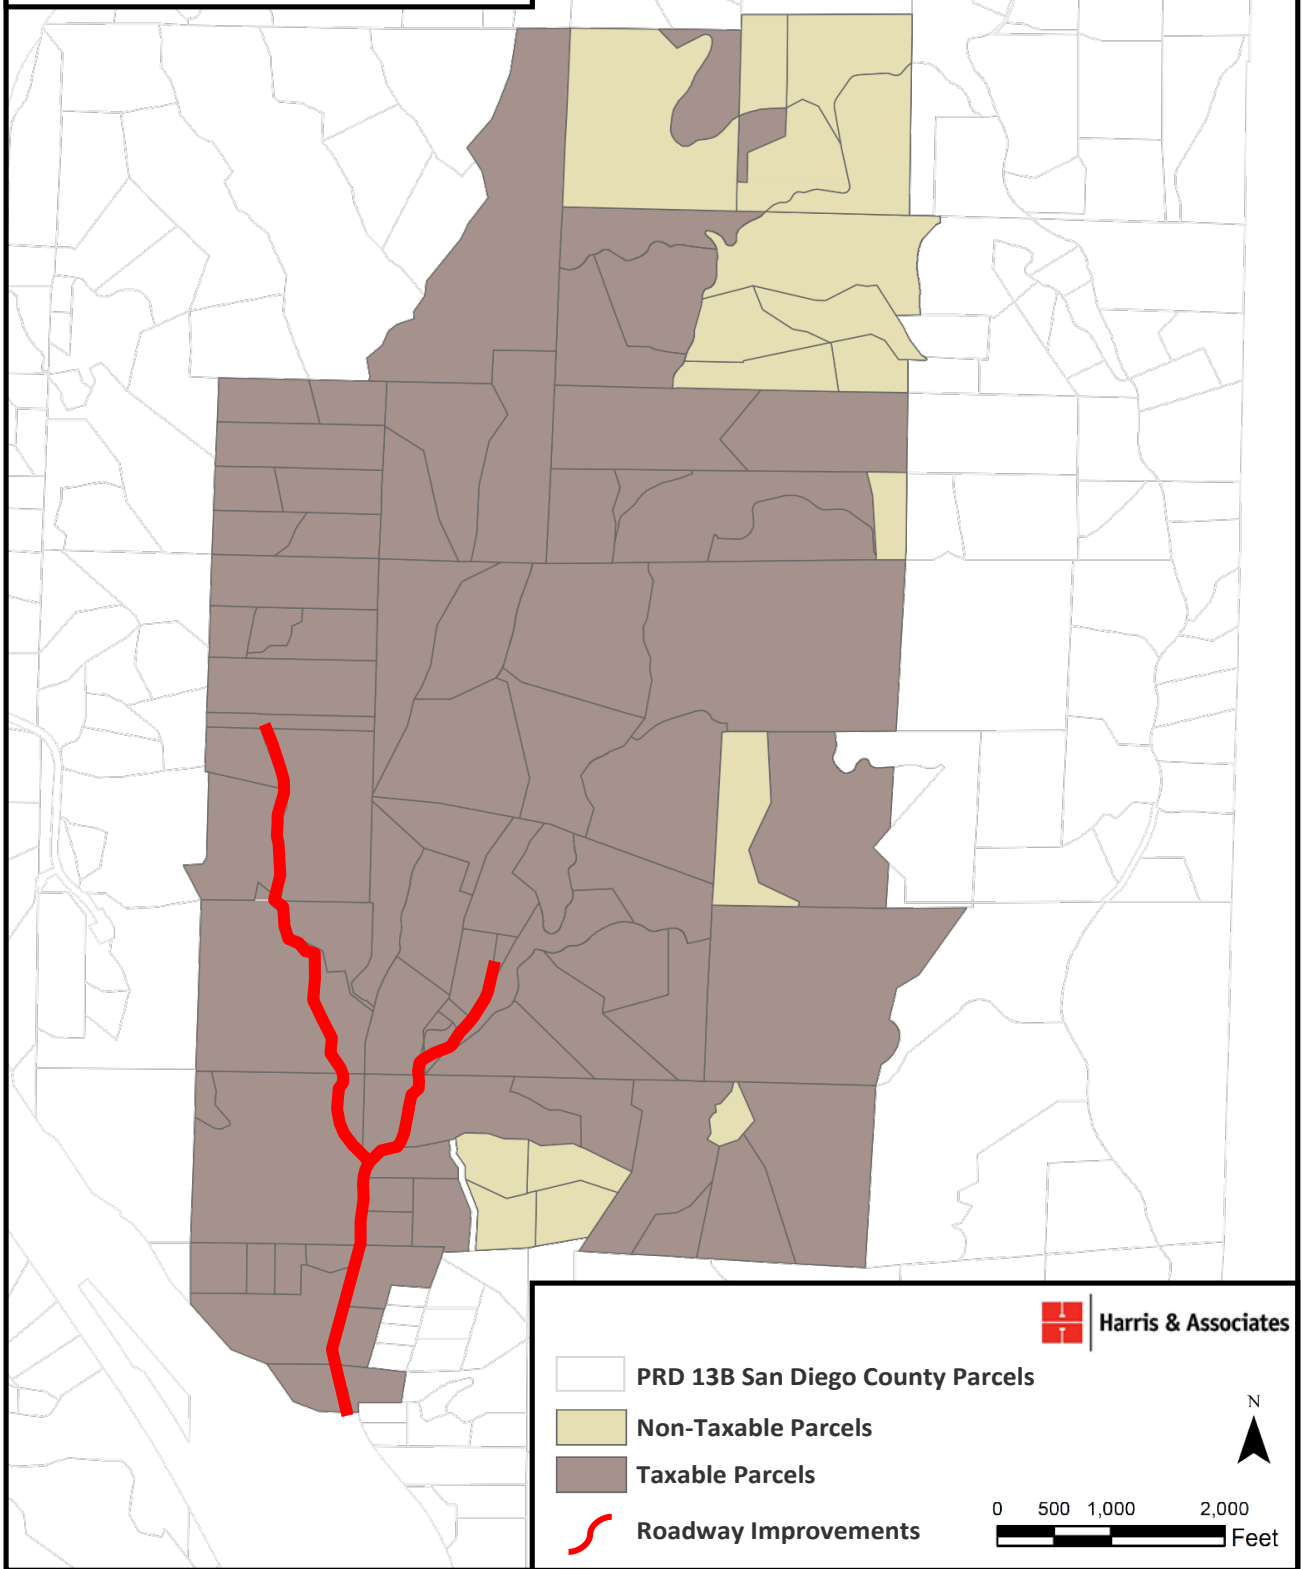 Harris & Associates
PRD 13B San Diego County Parcels
Non-Taxable Parcels
Taxable Parcels
Roadway Improvements
N
0 500 1,000 2,000
Feet